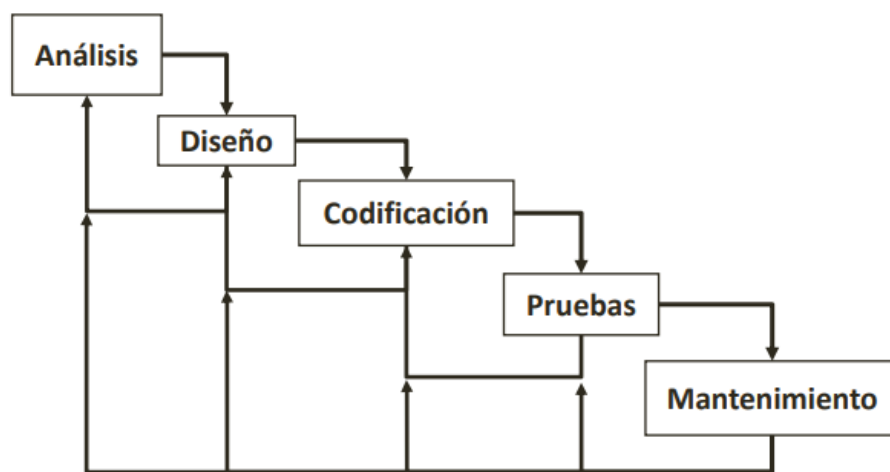 Análisis
Diseño
Codificación
Pruebas
Mantenimiento